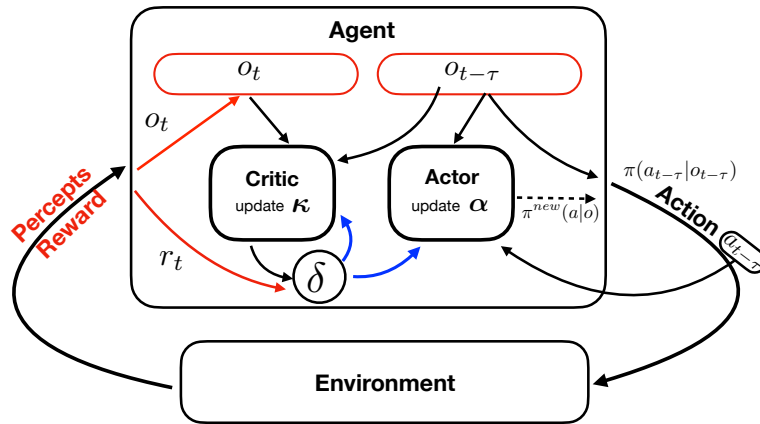 Agent
o_t
o_{t−τ}
o_t
π(a_{t−τ}|o_{t−τ})
Critic
update κ
Actor
update α
π^{new}(a|o)
Percepts
Reward
Action
a_{t−τ}
r_t
δ
Environment